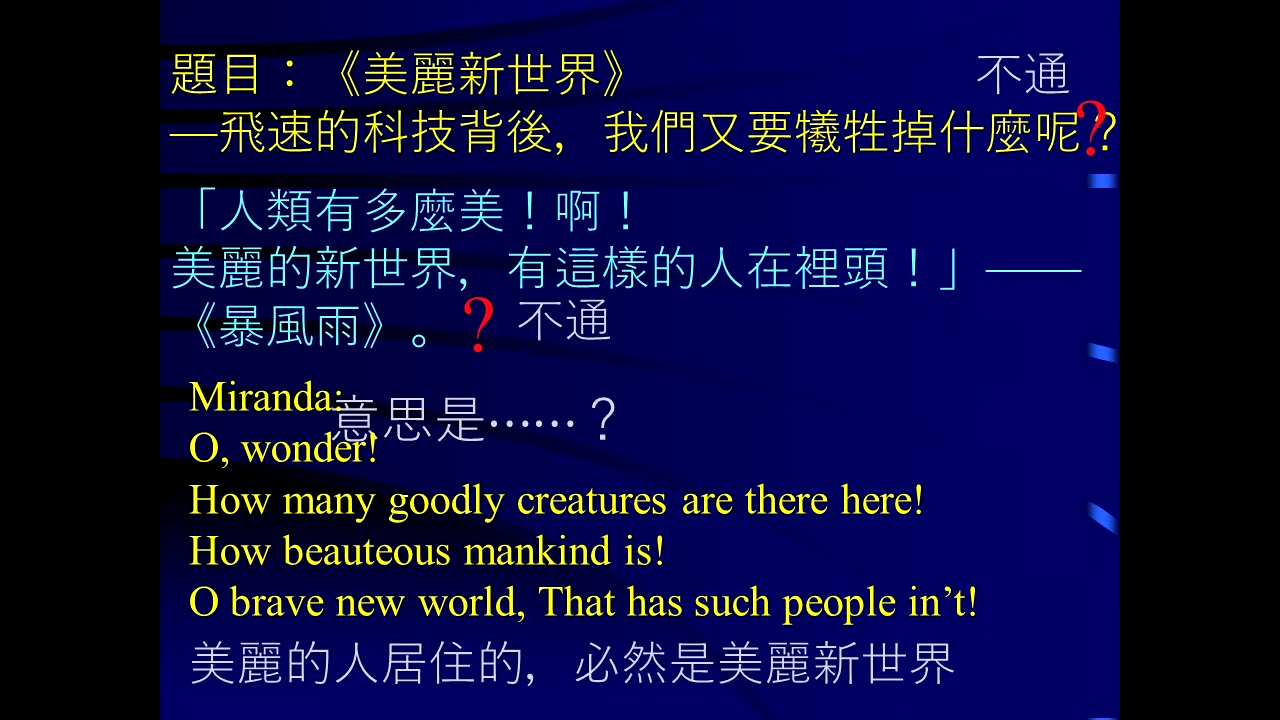 題目：《美麗新世界》 不通
—飛速的科技背後，我們又要犧牲掉什麼呢？?
「人類有多麼美！啊！
美麗的新世界，有這樣的人在裡頭！」——
《暴風雨》。? 不通
Miranda:
意思是……？
O, wonder!
How many goodly creatures are there here!
How beauteous mankind is!
O brave new world, That has such people in’t!
美麗的人居住的，必然是美麗新世界